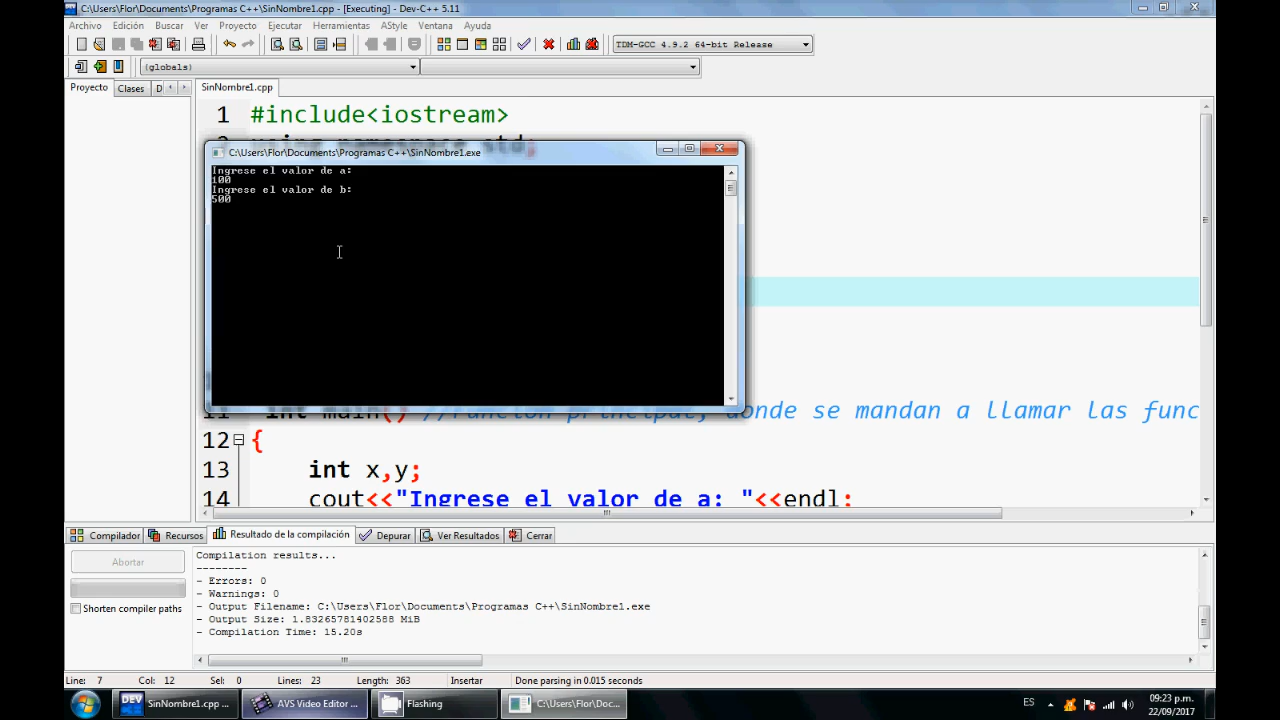 C:\Users\Flor\Documents\Programas C++\SinNombre1.cpp - [Executing] - Dev-C++ 5.11
Archivo Edición Buscar Ver Proyecto Ejecutar Herramientas AStyle Ventana Ayuda
TDM-GCC 4.9.2 64-bit Release
(globals)
Proyecto Clases D SinNombre1.cpp
1 #include<iostream>
2 using namespace std;
C:\Users\Flor\Documents\Programas C++\SinNombre1.exe
Ingrese el valor de a:
100
Ingrese el valor de b:
500
11 int main() //Funcion principal, donde se mandan a llamar las func
12 {
13 int x,y;
14 cout<<"Ingrese el valor de a: "<<endl;
Compilador Recursos Resultado de la compilación Depurar Ver Resultados Cerrar
Abortar
Shorten compiler paths
Compilation results...
--------
- Errors: 0
- Warnings: 0
- Output Filename: C:\Users\Flor\Documents\Programas C++\SinNombre1.exe
- Output Size: 1.83265781402588 MiB
- Compilation Time: 15.20s
Line: 7 Col: 12 Sel: 0 Lines: 23 Length: 363 Insertar Done parsing in 0.015 seconds
DEV SinNombre1.cpp ... AVS Video Editor ... Flashing C:\Users\Flor\Doc...
ES 09:23 p.m.
22/09/2017